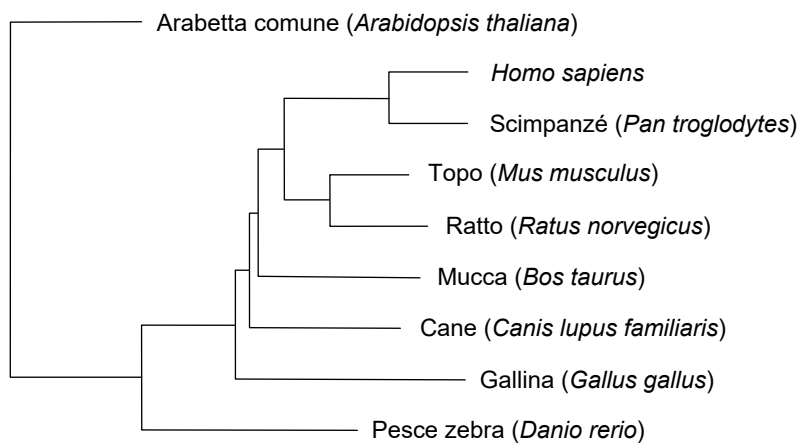 Arabetta comune (Arabidopsis thaliana)
Homo sapiens
Scimpanzé (Pan troglodytes)
Topo (Mus musculus)
Ratto (Ratus norvegicus)
Mucca (Bos taurus)
Cane (Canis lupus familiaris)
Gallina (Gallus gallus)
Pesce zebra (Danio rerio)